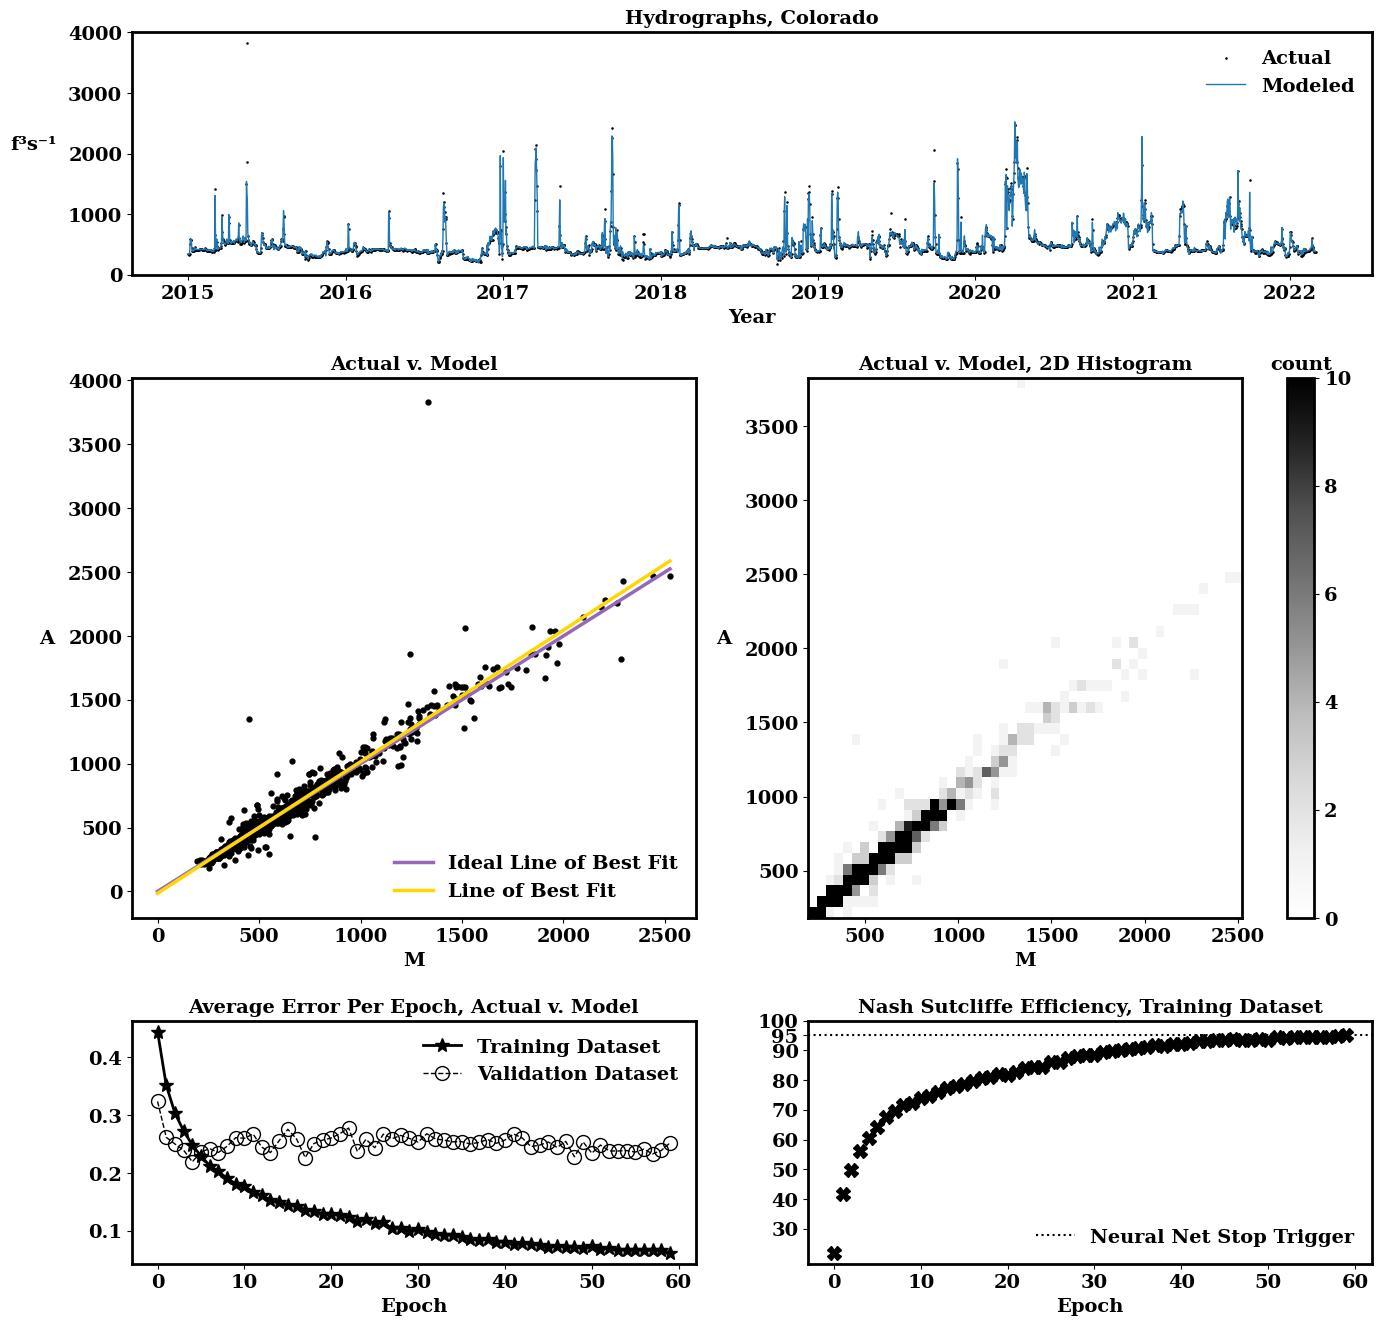 Hydrographs, Colorado
4000
3000
2000
1000
0
f³s⁻¹
Actual
Modeled
2015 2016 2017 2018 2019 2020 2021 2022
Year
Actual v. Model
4000
3500
3000
2500
2000
1500
1000
500
0
A
Ideal Line of Best Fit
Line of Best Fit
0 500 1000 1500 2000 2500
M
Actual v. Model, 2D Histogram
3500
3000
2500
2000
1500
1000
500
A
500 1000 1500 2000 2500
M
count
10
8
6
4
2
0
Average Error Per Epoch, Actual v. Model
0.4
0.3
0.2
0.1
Training Dataset
Validation Dataset
0 10 20 30 40 50 60
Epoch
Nash Sutcliffe Efficiency, Training Dataset
100
95
90
80
70
60
50
40
30
Neural Net Stop Trigger
0 10 20 30 40 50 60
Epoch